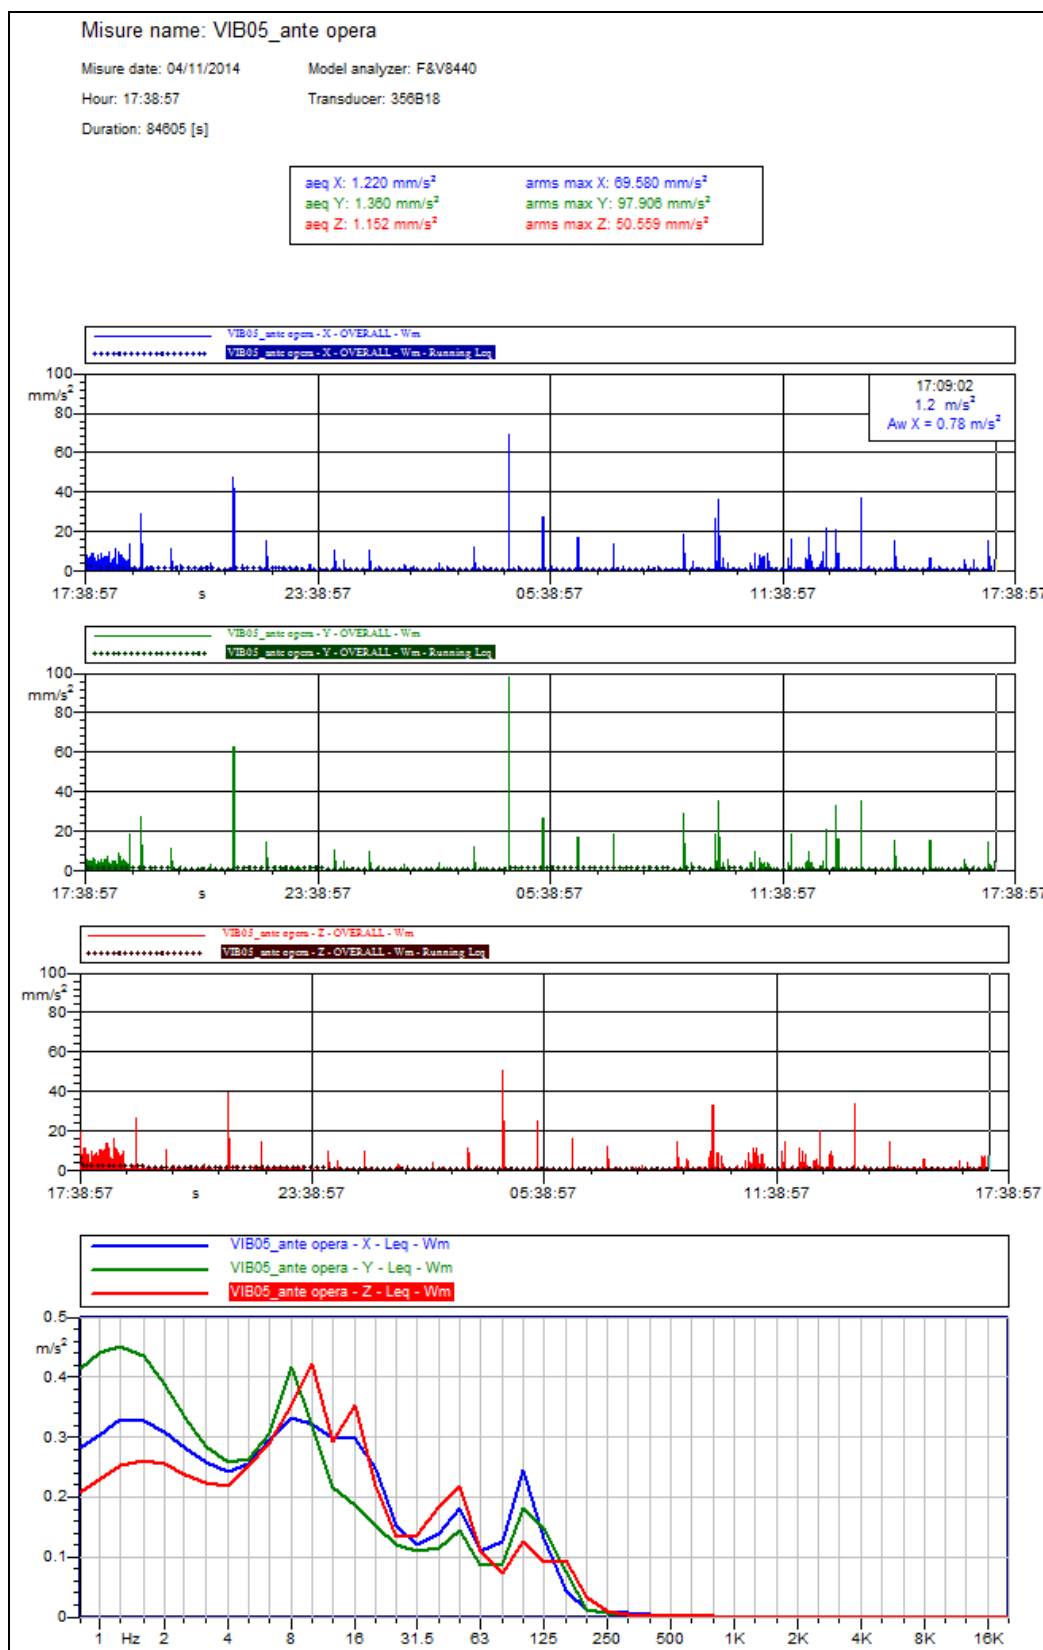 Misure name: VIB05_ante opera
Misure date: 04/11/2014 Model analyzer: F&V8440
Hour: 17:38:57 Transducer: 356B18
Duration: 84605 [s]
aeq X: 1.220 mm/s² arms max X: 69.580 mm/s²
aeq Y: 1.360 mm/s² arms max Y: 97.906 mm/s²
aeq Z: 1.152 mm/s² arms max Z: 50.559 mm/s²
VIB05_ante opera - X - OVERALL - Wm
VIB05_ante opera - X - OVERALL - Wm - Running Leq
100
mm/s²
80
60
40
20
0
17:09:02
1.2 m/s²
Aw X = 0.78 m/s²
17:38:57 s 23:38:57 05:38:57 11:38:57 17:38:57
VIB05_ante opera - Y - OVERALL - Wm
VIB05_ante opera - Y - OVERALL - Wm - Running Leq
100
mm/s²
80
60
40
20
0
17:38:57 s 23:38:57 05:38:57 11:38:57 17:38:57
VIB05_ante opera - Z - OVERALL - Wm
VIB05_ante opera - Z - OVERALL - Wm - Running Leq
100
mm/s²
80
60
40
20
0
17:38:57 s 23:38:57 05:38:57 11:38:57 17:38:57
VIB05_ante opera - X - Leq - Wm
VIB05_ante opera - Y - Leq - Wm
VIB05_ante opera - Z - Leq - Wm
0.5
m/s²
0.4
0.3
0.2
0.1
0
1 Hz 2 4 8 16 31.5 63 125 250 500 1K 2K 4K 8K 16K